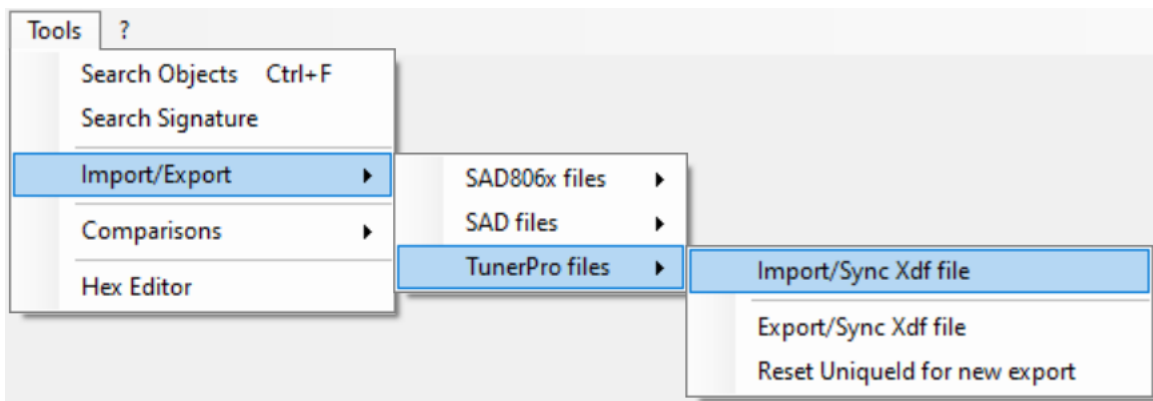 Tools ?
Search Objects Ctrl+F
Search Signature
Import/Export
Comparisons
Hex Editor
SAD806x files
SAD files
TunerPro files
Import/Sync Xdf file
Export/Sync Xdf file
Reset UniqueId for new export